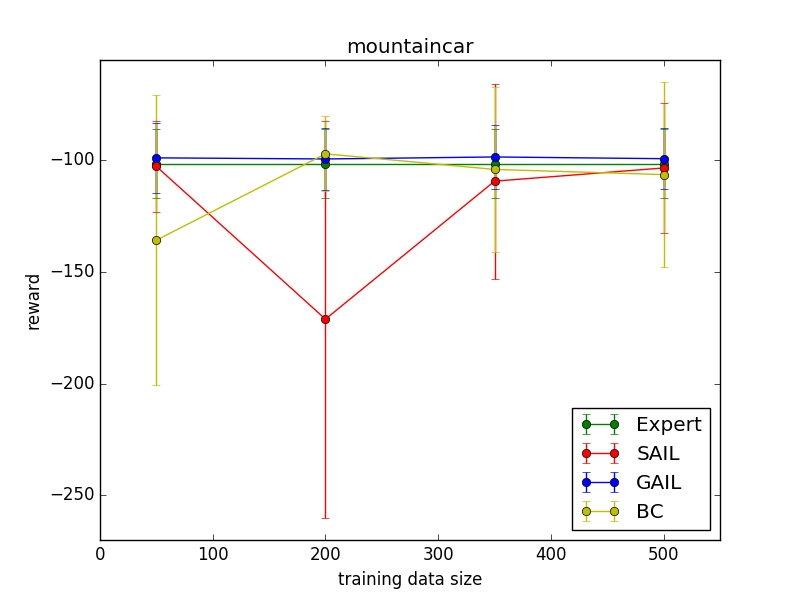 mountaincar
−100
−150
−200
−250
reward
0
100
200
300
400
500
training data size
Expert
SAIL
GAIL
BC